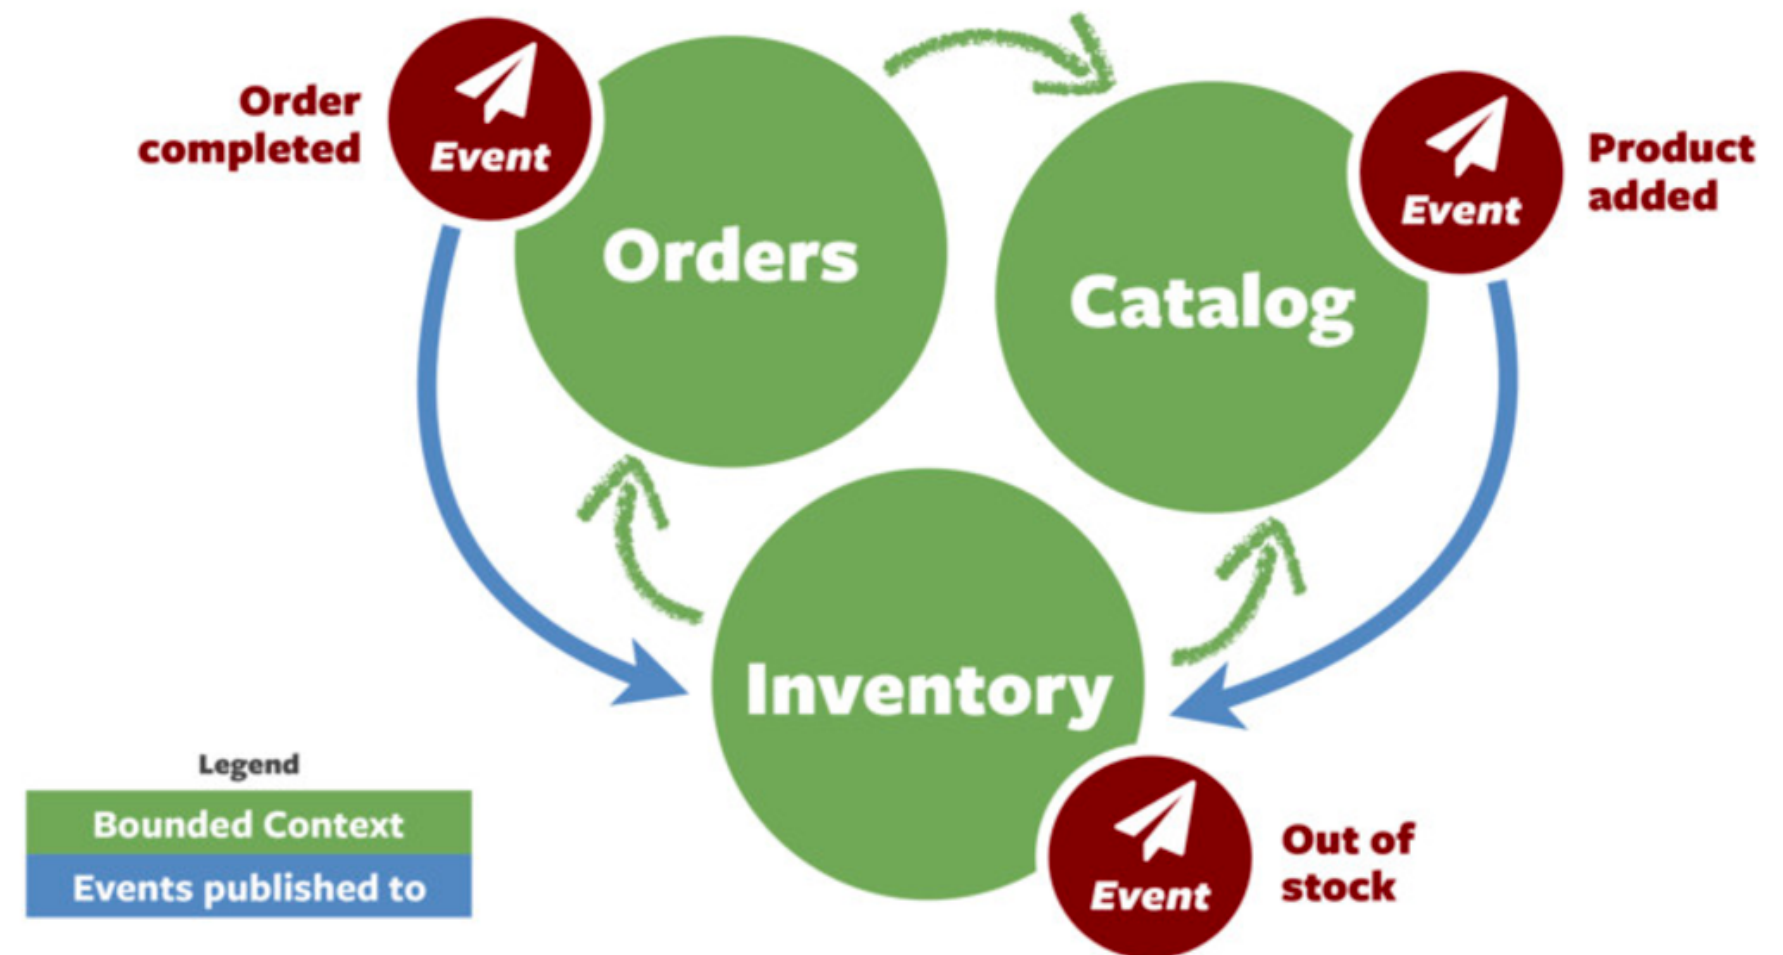 Order
completed
Event
Orders
Catalog
Event
Product
added
Inventory
Event
Out of
stock
Legend
Bounded Context
Events published to